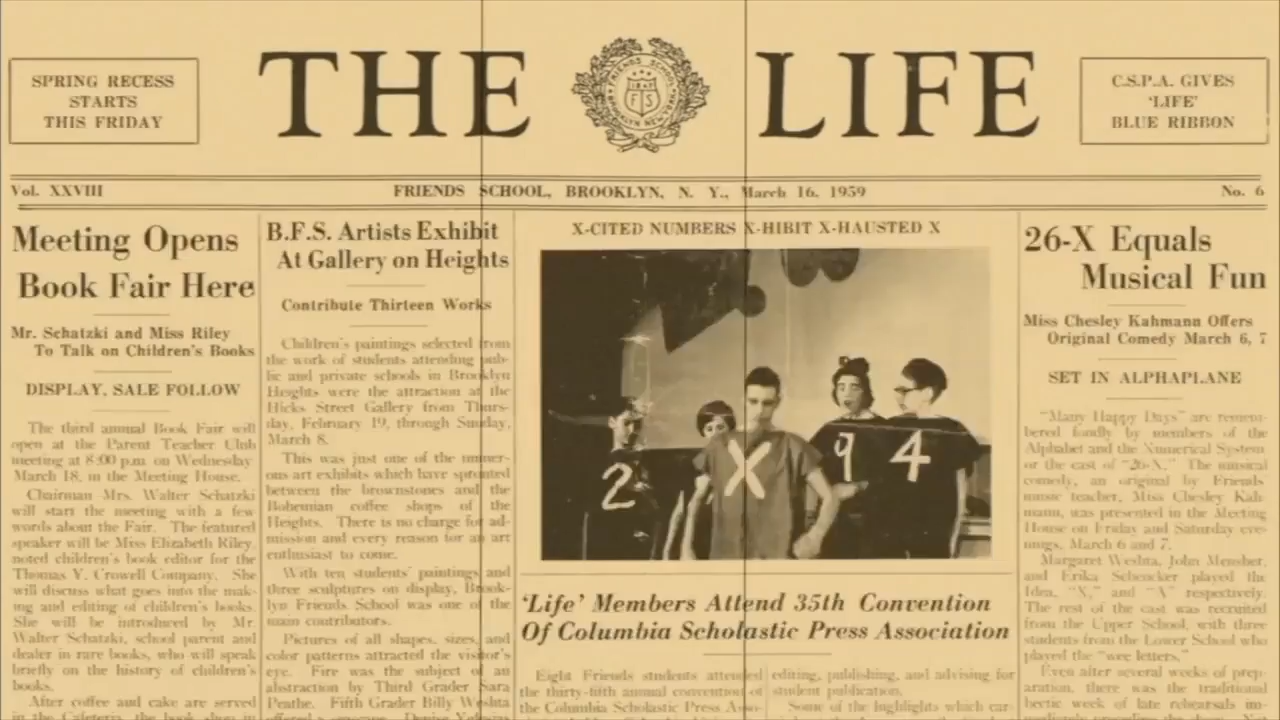 SPRING RECESS
STARTS
THIS FRIDAY
THE LIFE
FRIENDS SCHOOL
1867
F S
BROOKLYN NEW YORK
C.S.P.A. GIVES
'LIFE'
BLUE RIBBON
Vol. XXVIII
FRIENDS SCHOOL, BROOKLYN, N. Y., March 16, 1959
No. 6
Meeting Opens
Book Fair Here
Mr. Schatzki and Miss Riley
To Talk on Children's Books
DISPLAY, SALE FOLLOW
The third annual Book Fair will
open at the Parent Teacher Club
meeting at 8:00 p.m. on Wednesday
March 18, in the Meeting House.
Chairman Mrs. Walter Schatzki
will start the meeting with a few
words about the Fair. The featured
speaker will be Miss Elizabeth Riley,
noted children's book editor for the
Thomas Y. Crowell Company. She
will discuss what goes into the mak-
ing and editing of children's books.
She will be introduced by Mr.
Walter Schatzki, school parent and
dealer in rare books, who will speak
briefly on the history of children's
books.
After coffee and cake are served
in the Cafeteria, the book shop in
B.F.S. Artists Exhibit
At Gallery on Heights
Contribute Thirteen Works
Children's paintings selected from
the work of students attending pub-
lic and private schools in Brooklyn
Heights were the attraction at the
Hicks Street Gallery from Thurs-
day, February 19, through Sunday,
March 8.
This was just one of the numer-
ous art exhibits which have sprouted
between the brownstones and the
Bohemian coffee shops of the
Heights. There is no charge for ad-
mission and every reason for an art
enthusiast to come.
With ten students' paintings and
three sculptures on display, Brook-
lyn Friends School was one of the
main contributors.
Pictures of all shapes, sizes, and
color patterns attracted the visitor's
eye. Fire was the subject of an
abstraction by Third Grader Sara
Peathe. Fifth Grader Billy Weshta
X-CITED NUMBERS X-HIBIT X-HAUSTED X
2 X 9 4
'Life' Members Attend 35th Convention
Of Columbia Scholastic Press Association
Eight Friends students attended
the thirty-fifth annual convention of
the Columbia Scholastic Press Asso-
editing, publishing, and advising for
student publication.
Some of the highlights which car-
26-X Equals
Musical Fun
Miss Chesley Kahmann Offers
Original Comedy March 6, 7
SET IN ALPHAPLANE
"Many Happy Days" are remem-
bered fondly by members of the
Alphabet and the Numerical System
or the cast of "26-X." The musical
comedy, an original by Friends'
music teacher, Miss Chesley Kah-
mann, was presented in the Meeting
House on Friday and Saturday eve-
nings, March 6 and 7.
Margaret Weshta, John Mensher,
and Erika Schencker played the
Idea, "X," and "A" respectively.
The rest of the cast was recruited
from the Upper School, with three
students from the Lower School who
played the "wee letters."
Even after several weeks of prep-
aration, there was the traditional
hectic week of late rehearsals im-